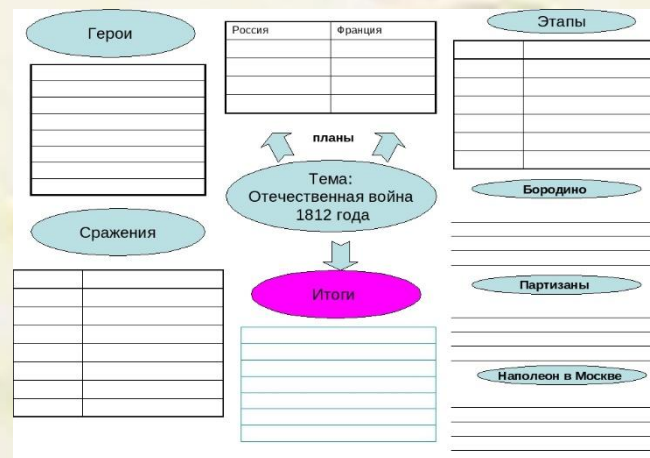 Герои
Россия Франция
Этапы
планы
Тема:
Отечественная война
1812 года
Бородино
Сражения
Партизаны
Итоги
Наполеон в Москве